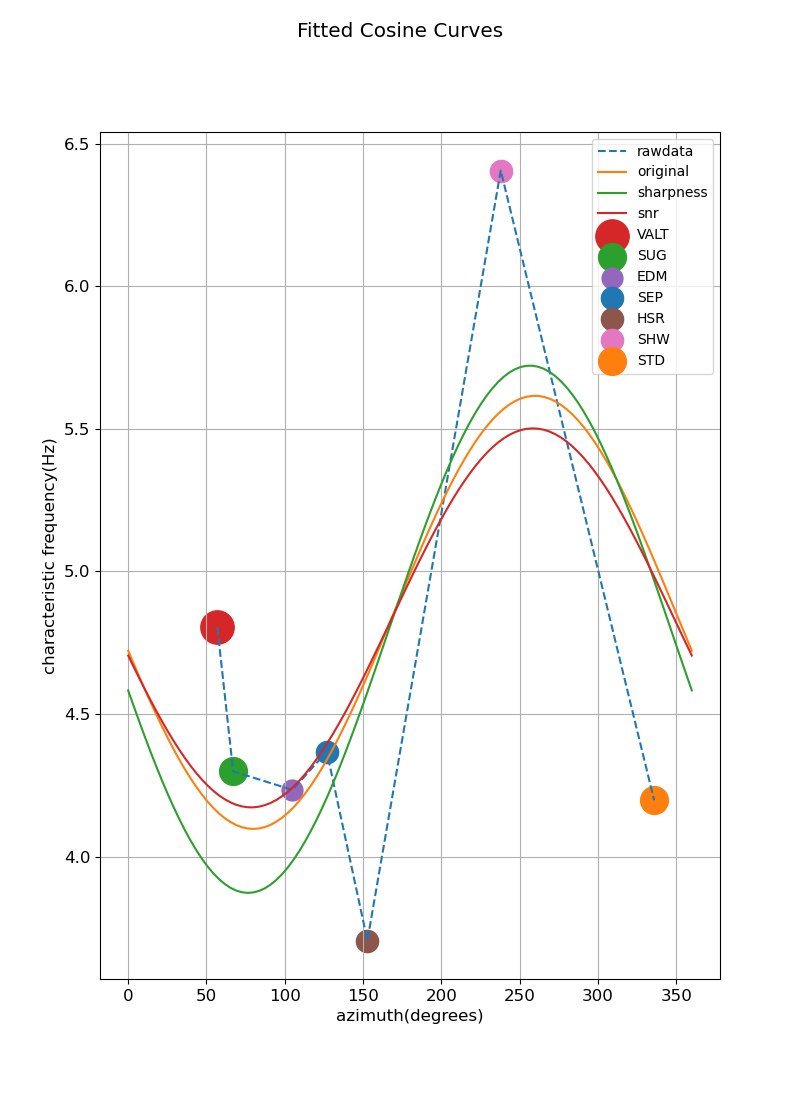 Fitted Cosine Curves
6.5
6.0
5.5
5.0
4.5
4.0
characteristic frequency(Hz)
rawdata
original
sharpness
snr
VALT
SUG
EDM
SEP
HSR
SHW
STD
0 50 100 150 200 250 300 350
azimuth(degrees)